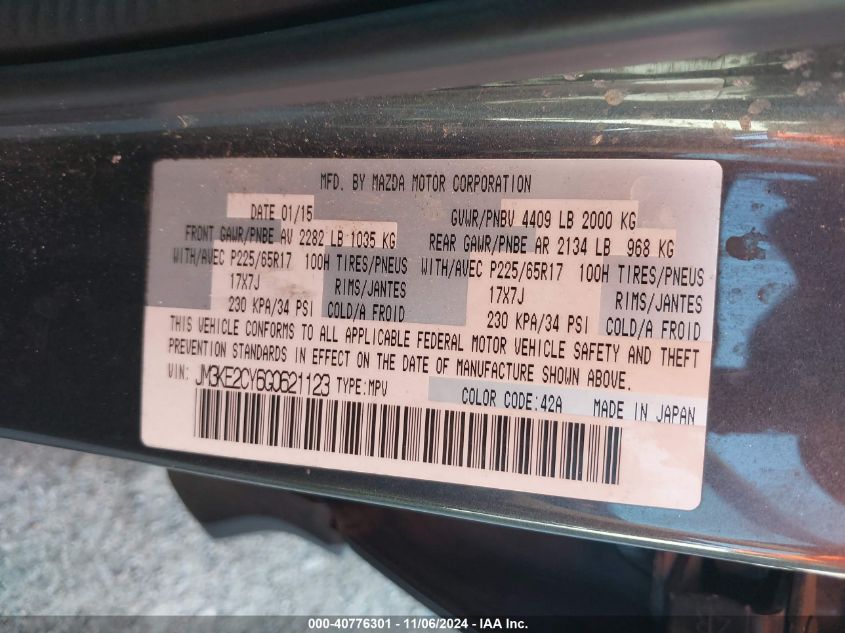 MFD. BY MAZDA MOTOR CORPORATION
DATE 01/15 GVWR/PNBV 4409 LB 2000 KG
FRONT GAWR/PNBE AV 2282 LB 1035 KG REAR GAWR/PNBE AR 2134 LB 968 KG
WITH/AVEC P225/65R17 100H TIRES/PNEUS WITH/AVEC P225/65R17 100H TIRES/PNEUS
17X7J RIMS/JANTES 17X7J RIMS/JANTES
230 KPA/34 PSI COLD/A FROID 230 KPA/34 PSI COLD/A FROID
THIS VEHICLE CONFORMS TO ALL APPLICABLE FEDERAL MOTOR VEHICLE SAFETY AND THEFT
PREVENTION STANDARDS IN EFFECT ON THE DATE OF MANUFACTURE SHOWN ABOVE.
VIN: JM3KE2CY6G0621123 TYPE:MPV COLOR CODE:42A MADE IN JAPAN
000-40776301 - 11/06/2024 - IAA Inc.